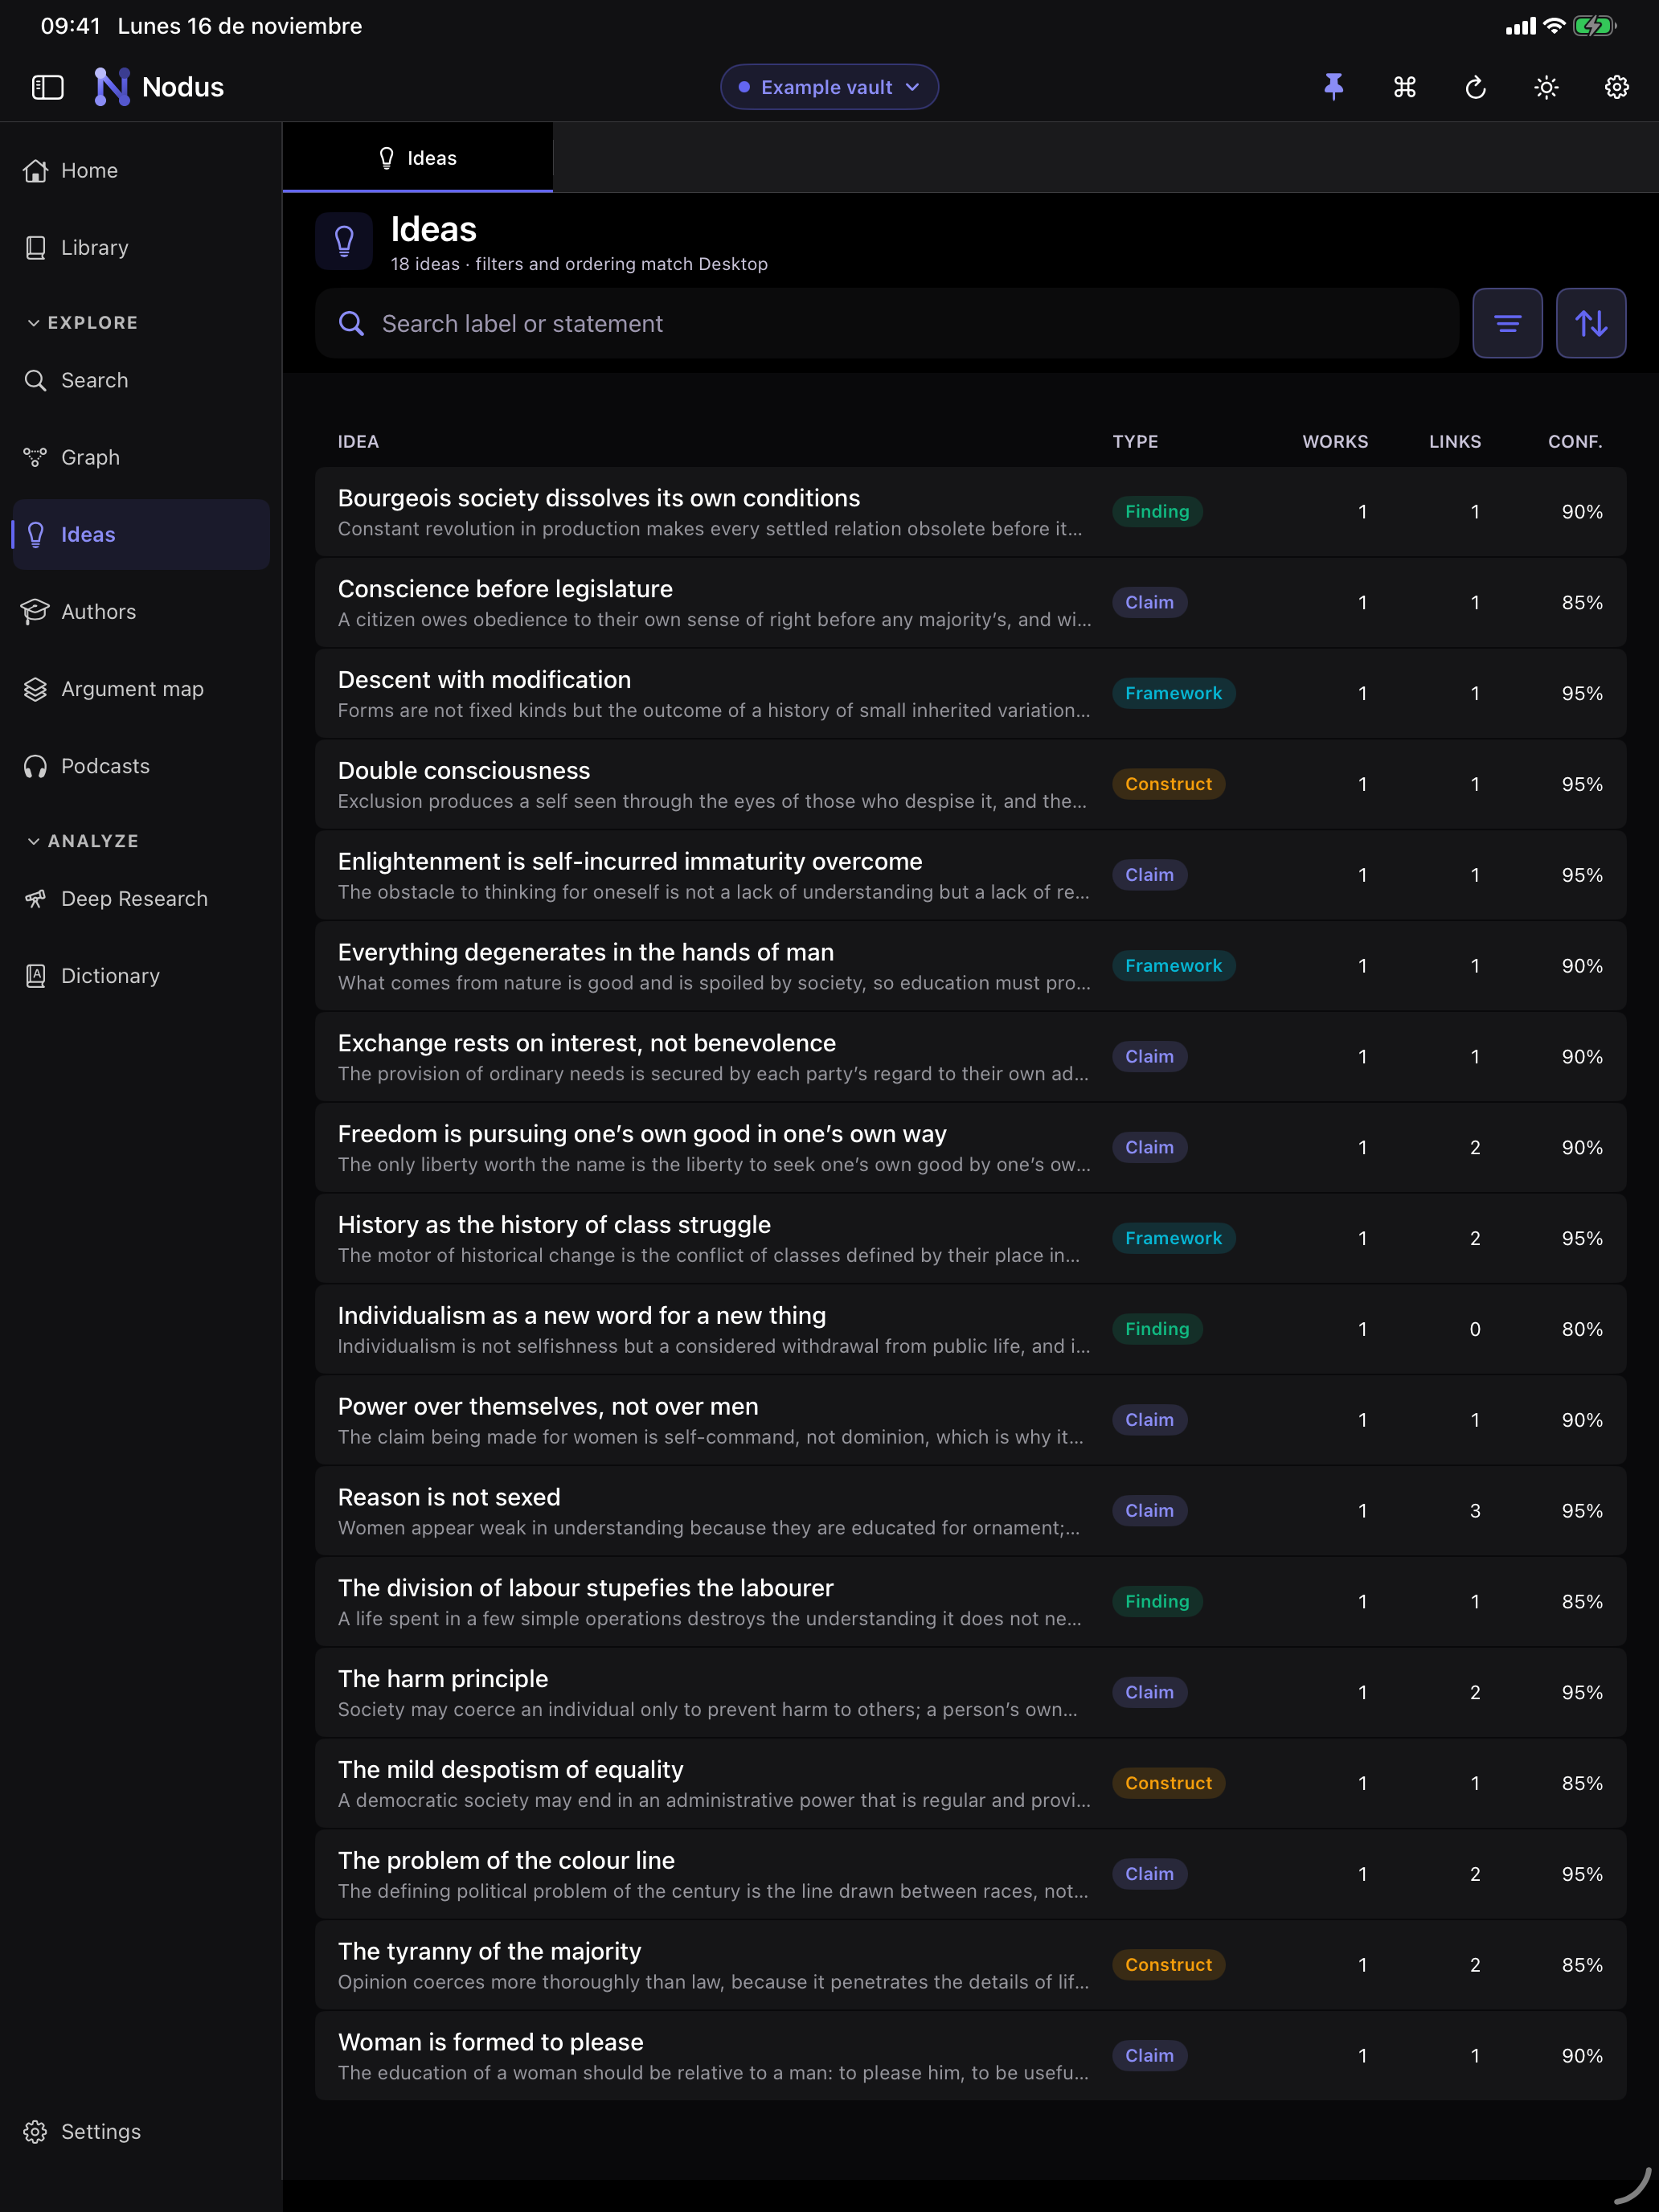 09:41 Lunes 16 de noviembre
Nodus
Example vault
Home
Library
EXPLORE
Search
Graph
Ideas
Authors
Argument map
Podcasts
ANALYZE
Deep Research
Dictionary
Settings
Ideas
Ideas
18 ideas · filters and ordering match Desktop
Search label or statement
IDEA TYPE WORKS LINKS CONF.
Bourgeois society dissolves its own conditions
Constant revolution in production makes every settled relation obsolete before it...
Finding 1 1 90%
Conscience before legislature
A citizen owes obedience to their own sense of right before any majority’s, and wi...
Claim 1 1 85%
Descent with modification
Forms are not fixed kinds but the outcome of a history of small inherited variation...
Framework 1 1 95%
Double consciousness
Exclusion produces a self seen through the eyes of those who despise it, and the...
Construct 1 1 95%
Enlightenment is self-incurred immaturity overcome
The obstacle to thinking for oneself is not a lack of understanding but a lack of re...
Claim 1 1 95%
Everything degenerates in the hands of man
What comes from nature is good and is spoiled by society, so education must pro...
Framework 1 1 90%
Exchange rests on interest, not benevolence
The provision of ordinary needs is secured by each party’s regard to their own ad...
Claim 1 1 90%
Freedom is pursuing one’s own good in one’s own way
The only liberty worth the name is the liberty to seek one’s own good by one’s ow...
Claim 1 2 90%
History as the history of class struggle
The motor of historical change is the conflict of classes defined by their place in...
Framework 1 2 95%
Individualism as a new word for a new thing
Individualism is not selfishness but a considered withdrawal from public life, and i...
Finding 1 0 80%
Power over themselves, not over men
The claim being made for women is self-command, not dominion, which is why it...
Claim 1 1 90%
Reason is not sexed
Women appear weak in understanding because they are educated for ornament;...
Claim 1 3 95%
The division of labour stupefies the labourer
A life spent in a few simple operations destroys the understanding it does not ne...
Finding 1 1 85%
The harm principle
Society may coerce an individual only to prevent harm to others; a person’s own...
Claim 1 2 95%
The mild despotism of equality
A democratic society may end in an administrative power that is regular and provi...
Construct 1 1 85%
The problem of the colour line
The defining political problem of the century is the line drawn between races, not...
Claim 1 2 95%
The tyranny of the majority
Opinion coerces more thoroughly than law, because it penetrates the details of lif...
Construct 1 2 85%
Woman is formed to please
The education of a woman should be relative to a man: to please him, to be usefu...
Claim 1 1 90%